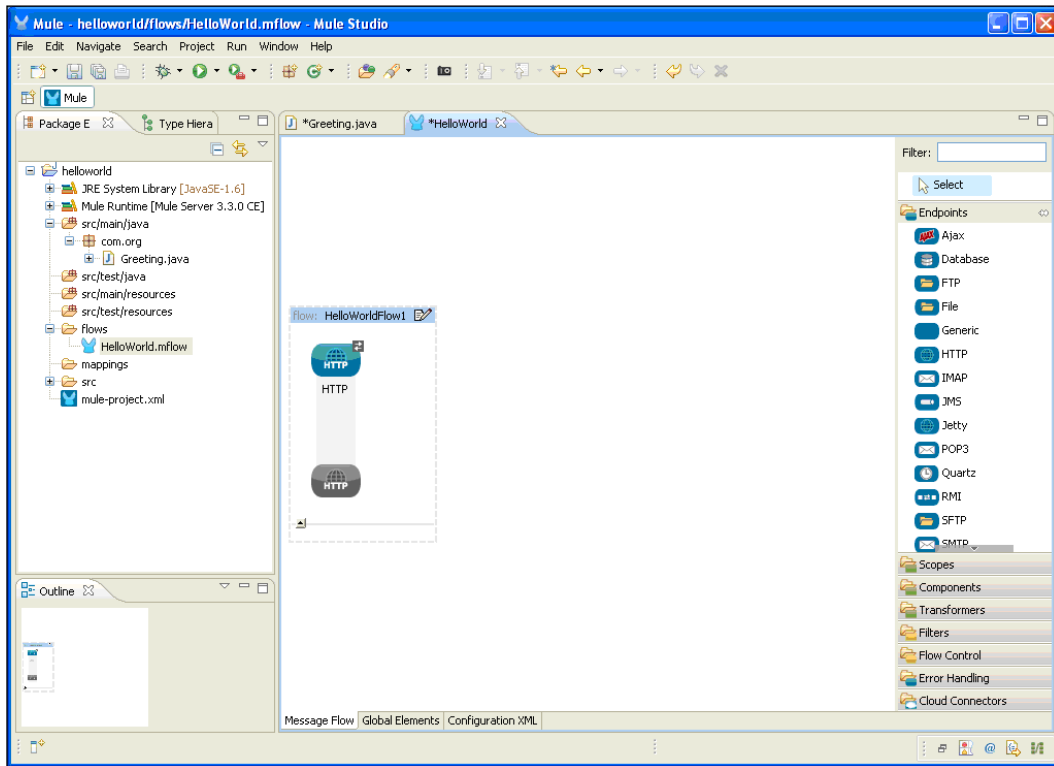 Mule - helloworld/flows/HelloWorld.mflow - Mule Studio
File Edit Navigate Search Project Run Window Help
Mule
Package E
Type Hiera
*Greeting.java
*HelloWorld
helloworld
JRE System Library [JavaSE-1.6]
Mule Runtime [Mule Server 3.3.0 CE]
src/main/java
com.org
Greeting.java
src/test/java
src/main/resources
src/test/resources
flows
HelloWorld.mflow
mappings
src
mule-project.xml
flow: HelloWorldFlow1
HTTP
HTTP
HTTP
Filter:
Select
Endpoints
AJAX Ajax
Database
FTP
File
Generic
HTTP
IMAP
JMS
Jetty
POP3
Quartz
RMI
SFTP
SMTP
Scopes
Components
Transformers
Filters
Flow Control
Error Handling
Cloud Connectors
Outline
Message Flow Global Elements Configuration XML